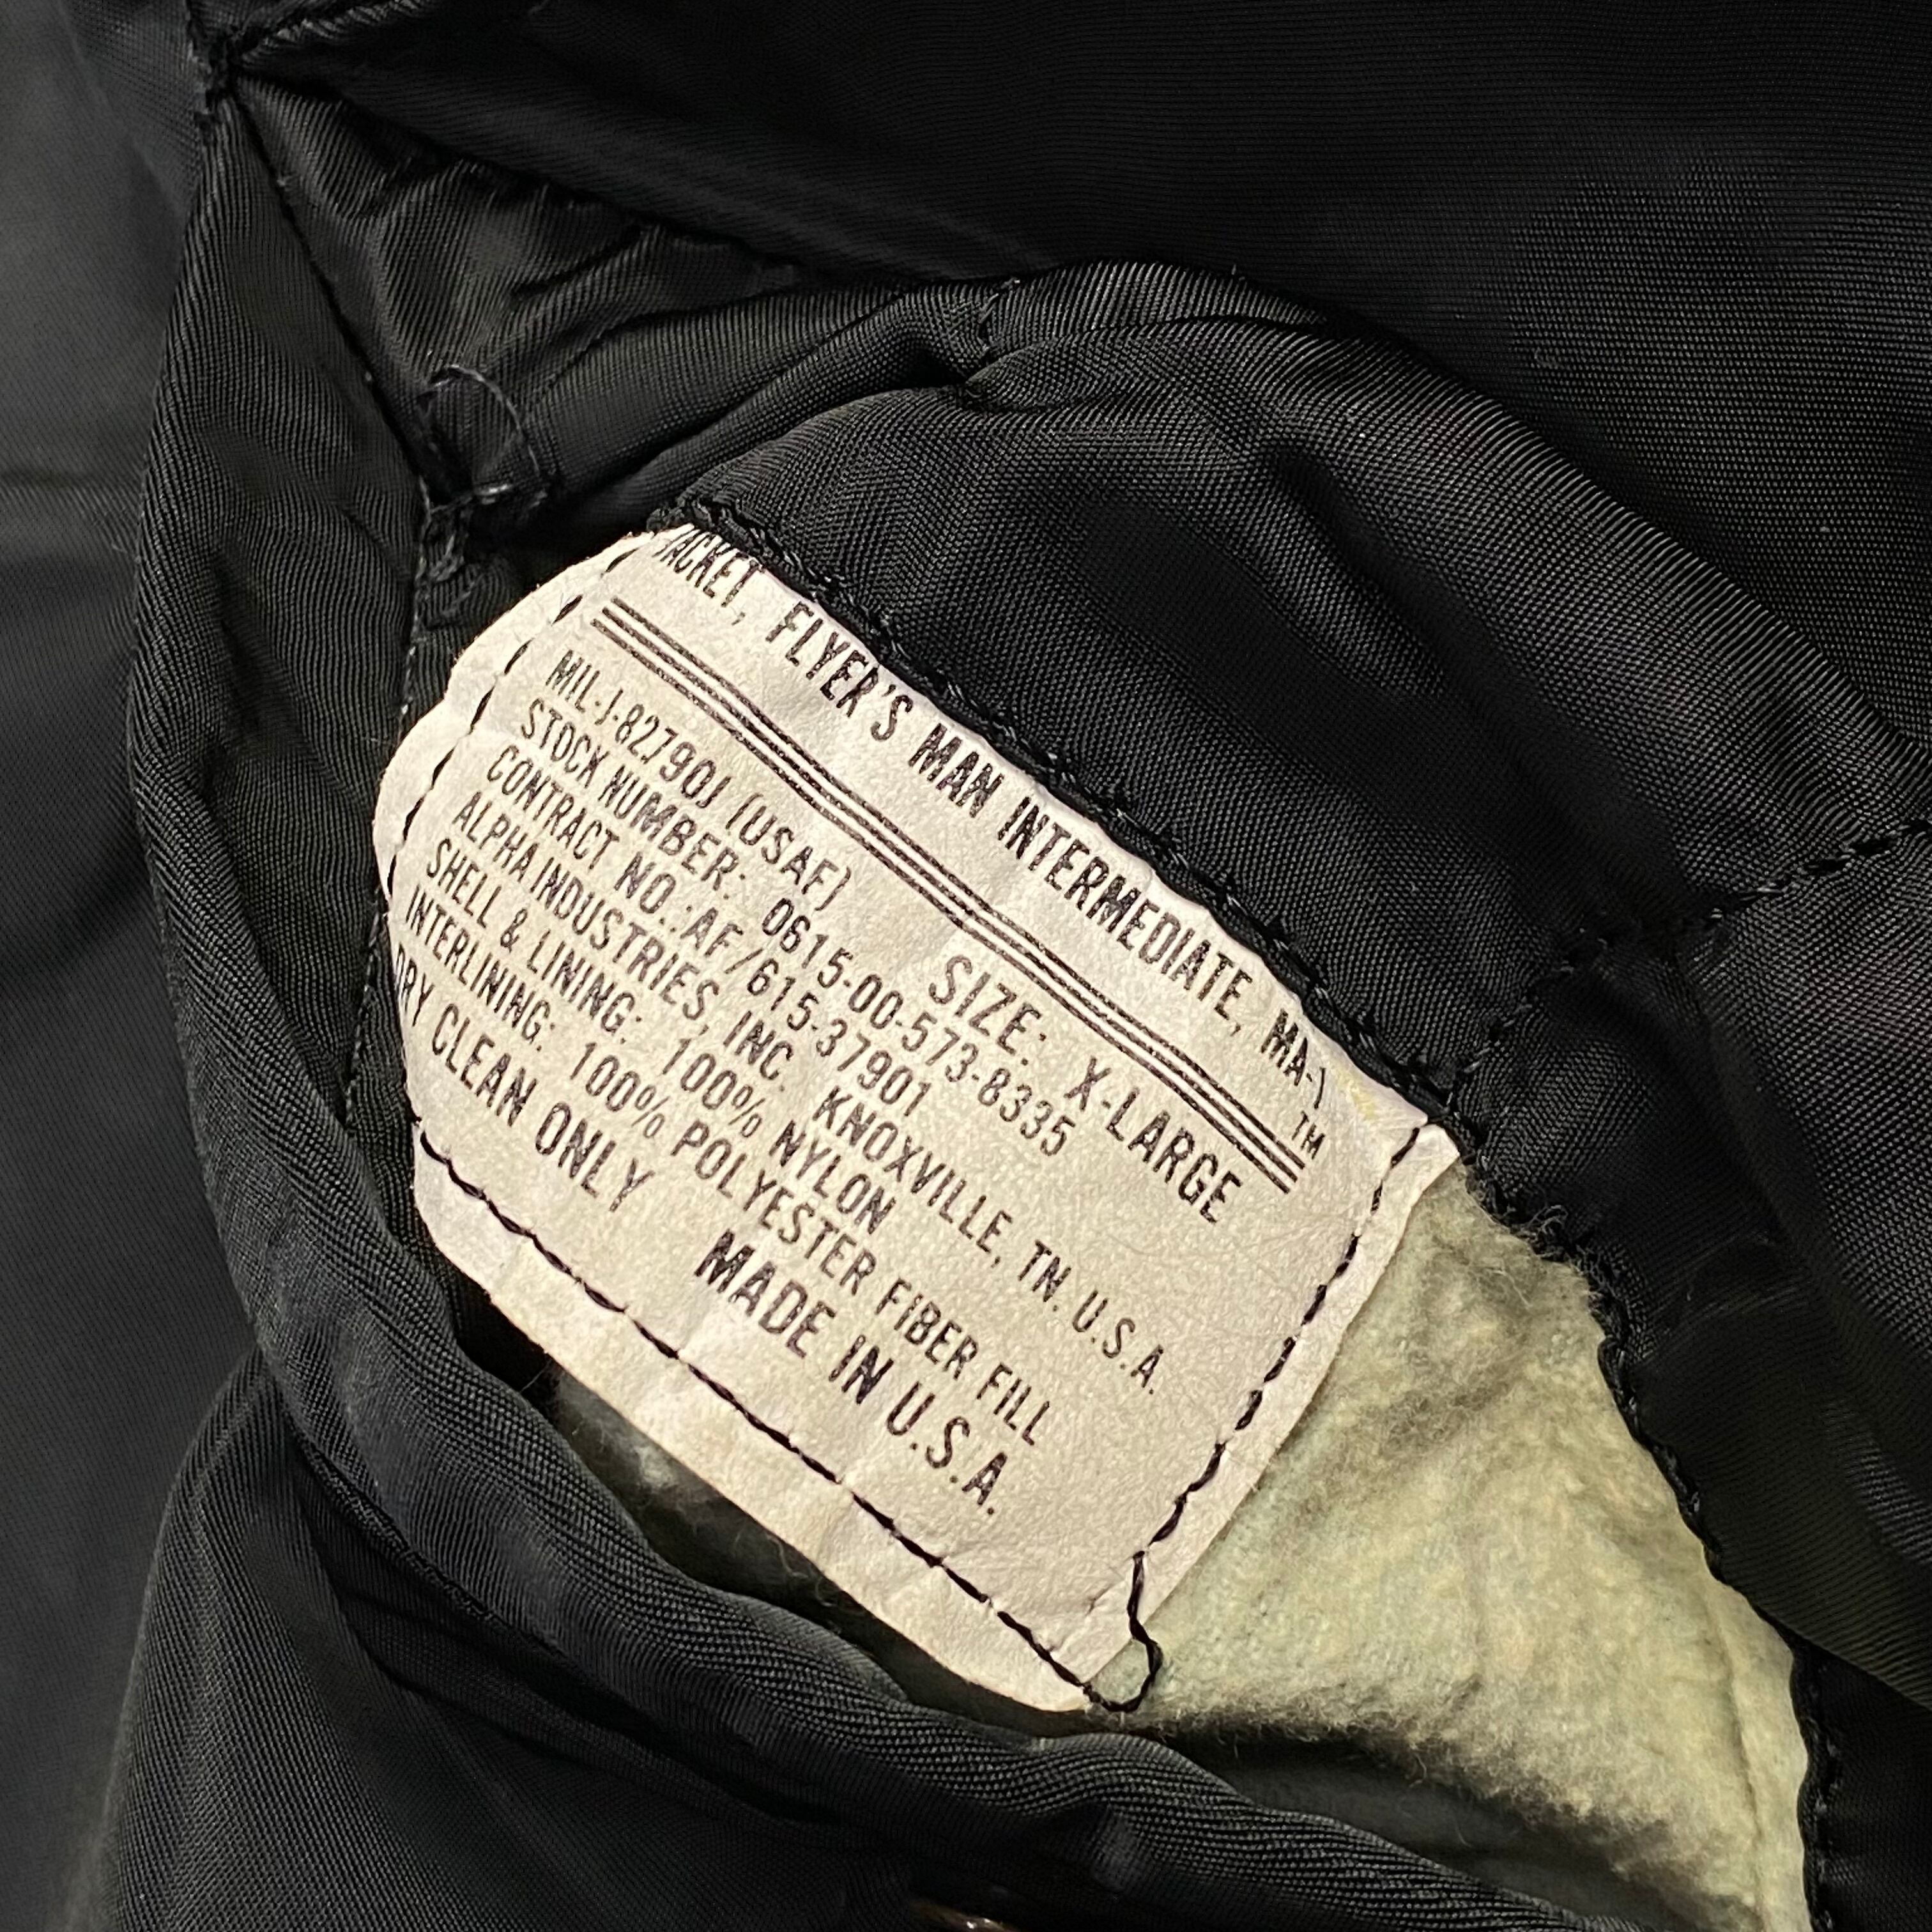 JACKET, FLYER'S MAN INTERMEDIATE, MA-1
TM
SIZE: X-LARGE
MIL-J-8279OJ (USAF)
STOCK NUMBER: 0615-00-573-8335
CONTRACT NO.:AF/615-37901
ALPHA INDUSTRIES, INC. KNOXVILLE, TN. U.S.A.
SHELL & LINING: 100% NYLON
INTERLINING: 100% POLYESTER FIBER FILL
DRY CLEAN ONLY
MADE IN U.S.A.